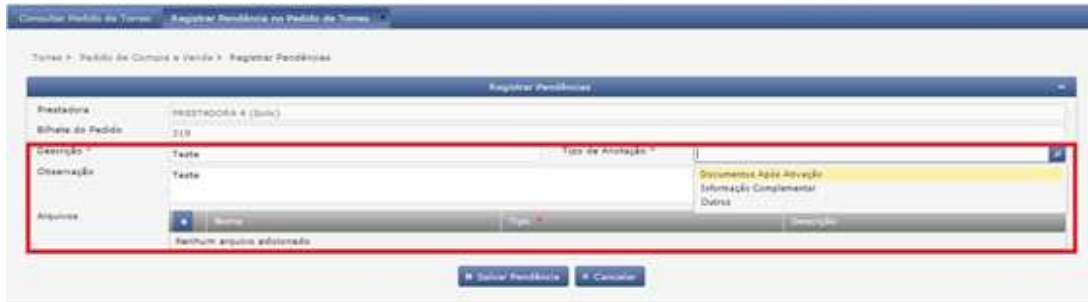 Consultar Pedido de Torres Registrar Pendência no Pedido de Torres
Torres > Pedido de Compra e Venda > Registrar Pendências
Registrar Pendências
Prestadora PRESTADORA 4 (Suiv)
Bilhete do Pedido 219
Descrição * Teste Tipo de Anotação *
Observação Teste
Documentos Após Ativação
Informação Complementar
Outros
Arquivos Nome Tipo * Descrição
Nenhum arquivo adicionado
Salvar Pendência Cancelar